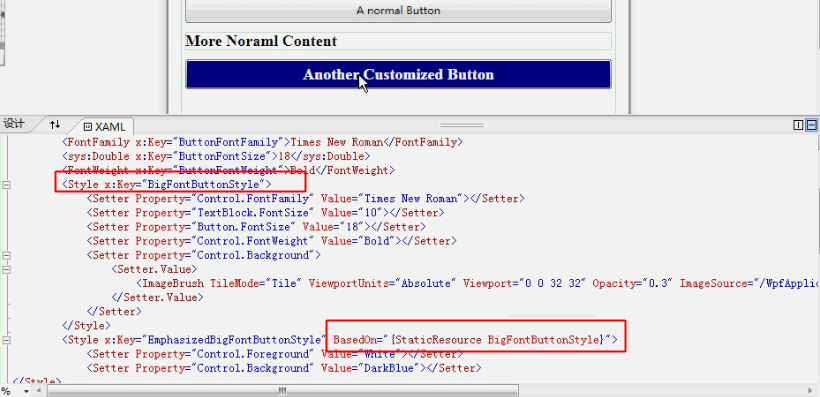 A normal Button
More Noraml Content
Another Customized Button
设计
XAML
<FontFamily x:Key="ButtonFontFamily">Times New Roman</FontFamily>
<sys:Double x:Key="ButtonFontSize">18</sys:Double>
<FontWeight x:Key="ButtonFontWeight">Bold</FontWeight>
<Style x:Key="BigFontButtonStyle">
<Setter Property="Control.FontFamily" Value="Times New Roman"></Setter>
<Setter Property="TextBlock.FontSize" Value="10"></Setter>
<Setter Property="Button.FontSize" Value="18"></Setter>
<Setter Property="Control.FontWeight" Value="Bold"></Setter>
<Setter Property="Control.Background">
<Setter.Value>
<ImageBrush TileMode="Tile" ViewportUnits="Absolute" Viewport="0 0 32 32" Opacity="0.3" ImageSource="/WpfApplic
</Setter.Value>
</Setter>
</Style>
<Style x:Key="EmphasizedBigFontButtonStyle" BasedOn="{StaticResource BigFontButtonStyle}">
<Setter Property="Control.Foreground" Value="White"></Setter>
<Setter Property="Control.Background" Value="DarkBlue"></Setter>
</Style>
%